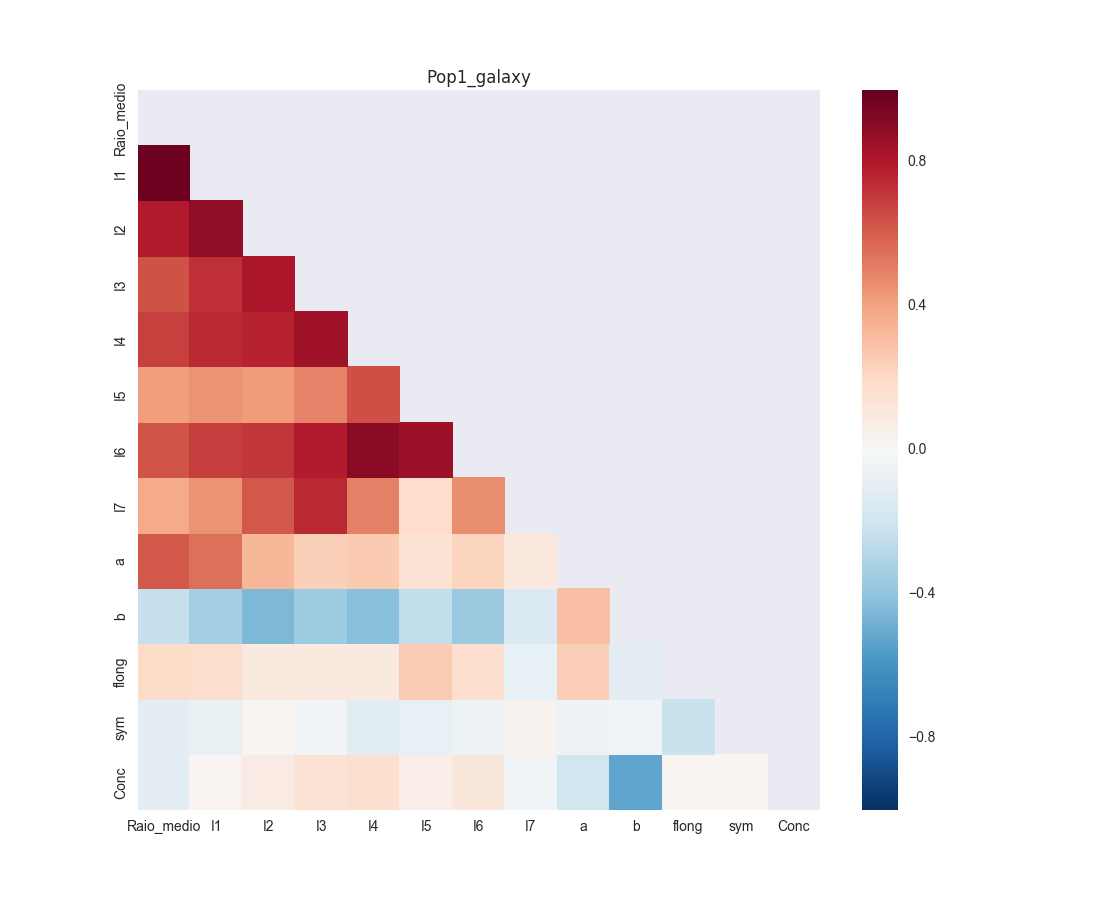 Pop1_galaxy
Raio_medio
I1
I2
I3
I4
I5
I6
I7
a
b
flong
sym
Conc
Raio_medio I1 I2 I3 I4 I5 I6 I7 a b flong sym Conc
0.8
0.4
0.0
−0.4
−0.8